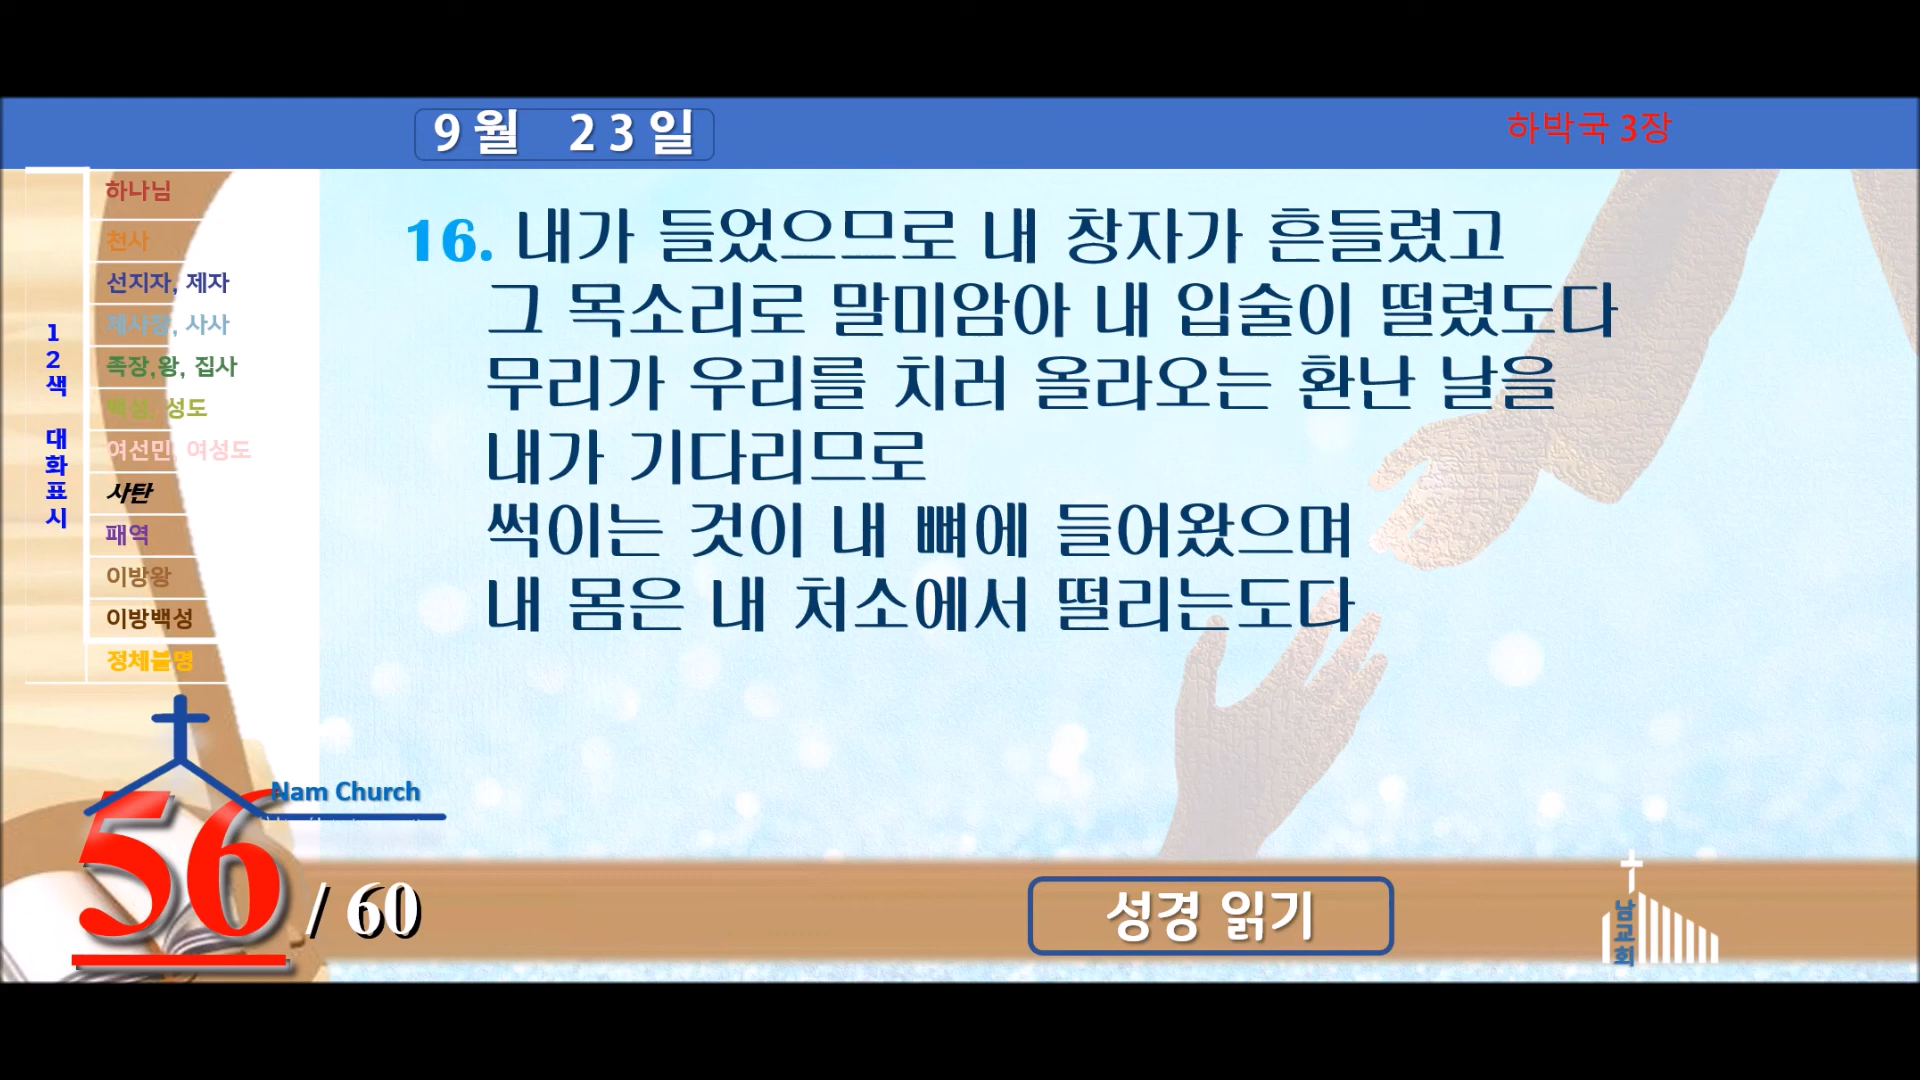 9월 23일
하박국 3장
12색 대화표시
하나님
천사
선지자, 제자
제사장, 사사
족장,왕, 집사
백성, 성도
여선민, 여성도
사탄
패역
이방왕
이방백성
정체불명
16. 내가 들었으므로 내 창자가 흔들렸고
그 목소리로 말미암아 내 입술이 떨렸도다
무리가 우리를 치러 올라오는 환난 날을
내가 기다리므로
썩이는 것이 내 뼈에 들어왔으며
내 몸은 내 처소에서 떨리는도다
Nam Church
56 / 60
성경 읽기
남교회